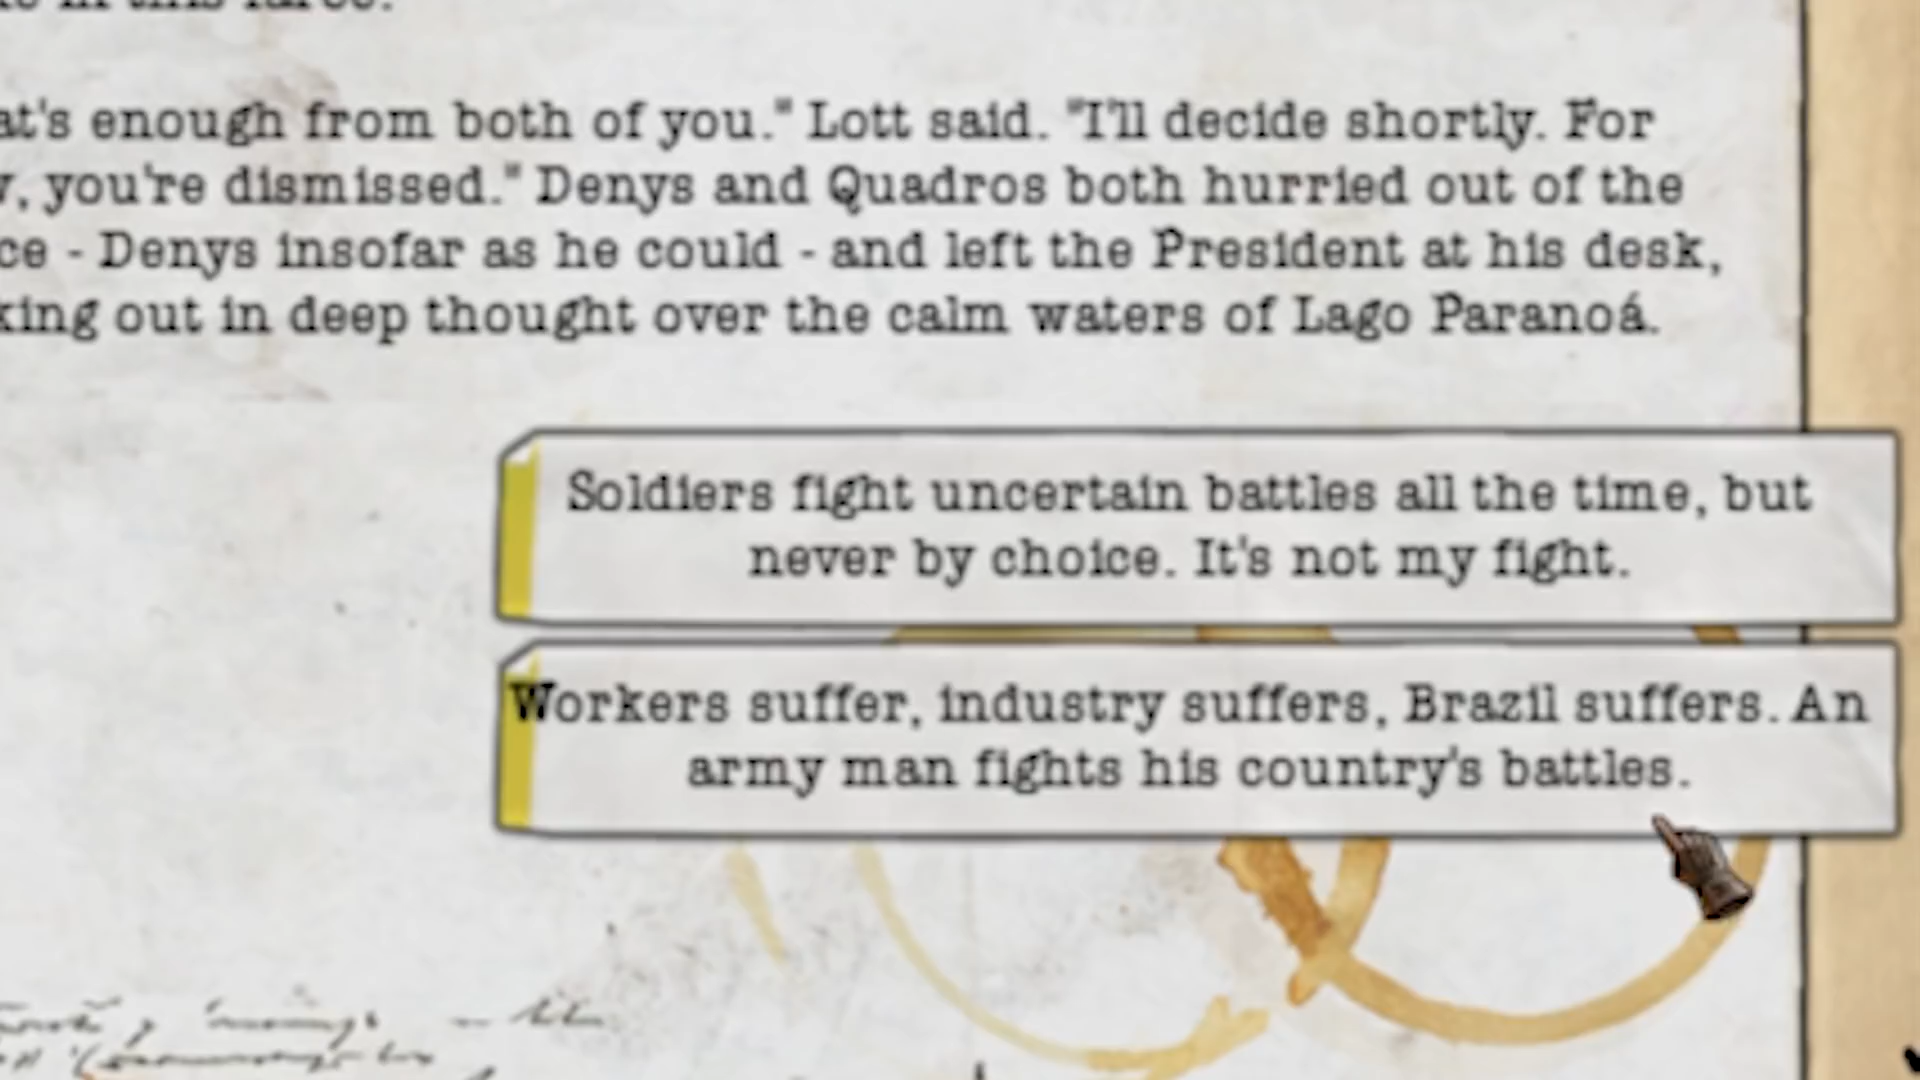 in this farce.
at's enough from both of you." Lott said. "I'll decide shortly. For
, you're dismissed." Denys and Quadros both hurried out of the
ce - Denys insofar as he could - and left the President at his desk,
king out in deep thought over the calm waters of Lago Paranoá.
Soldiers fight uncertain battles all the time, but
never by choice. It's not my fight.
Workers suffer, industry suffers, Brazil suffers. An
army man fights his country's battles.